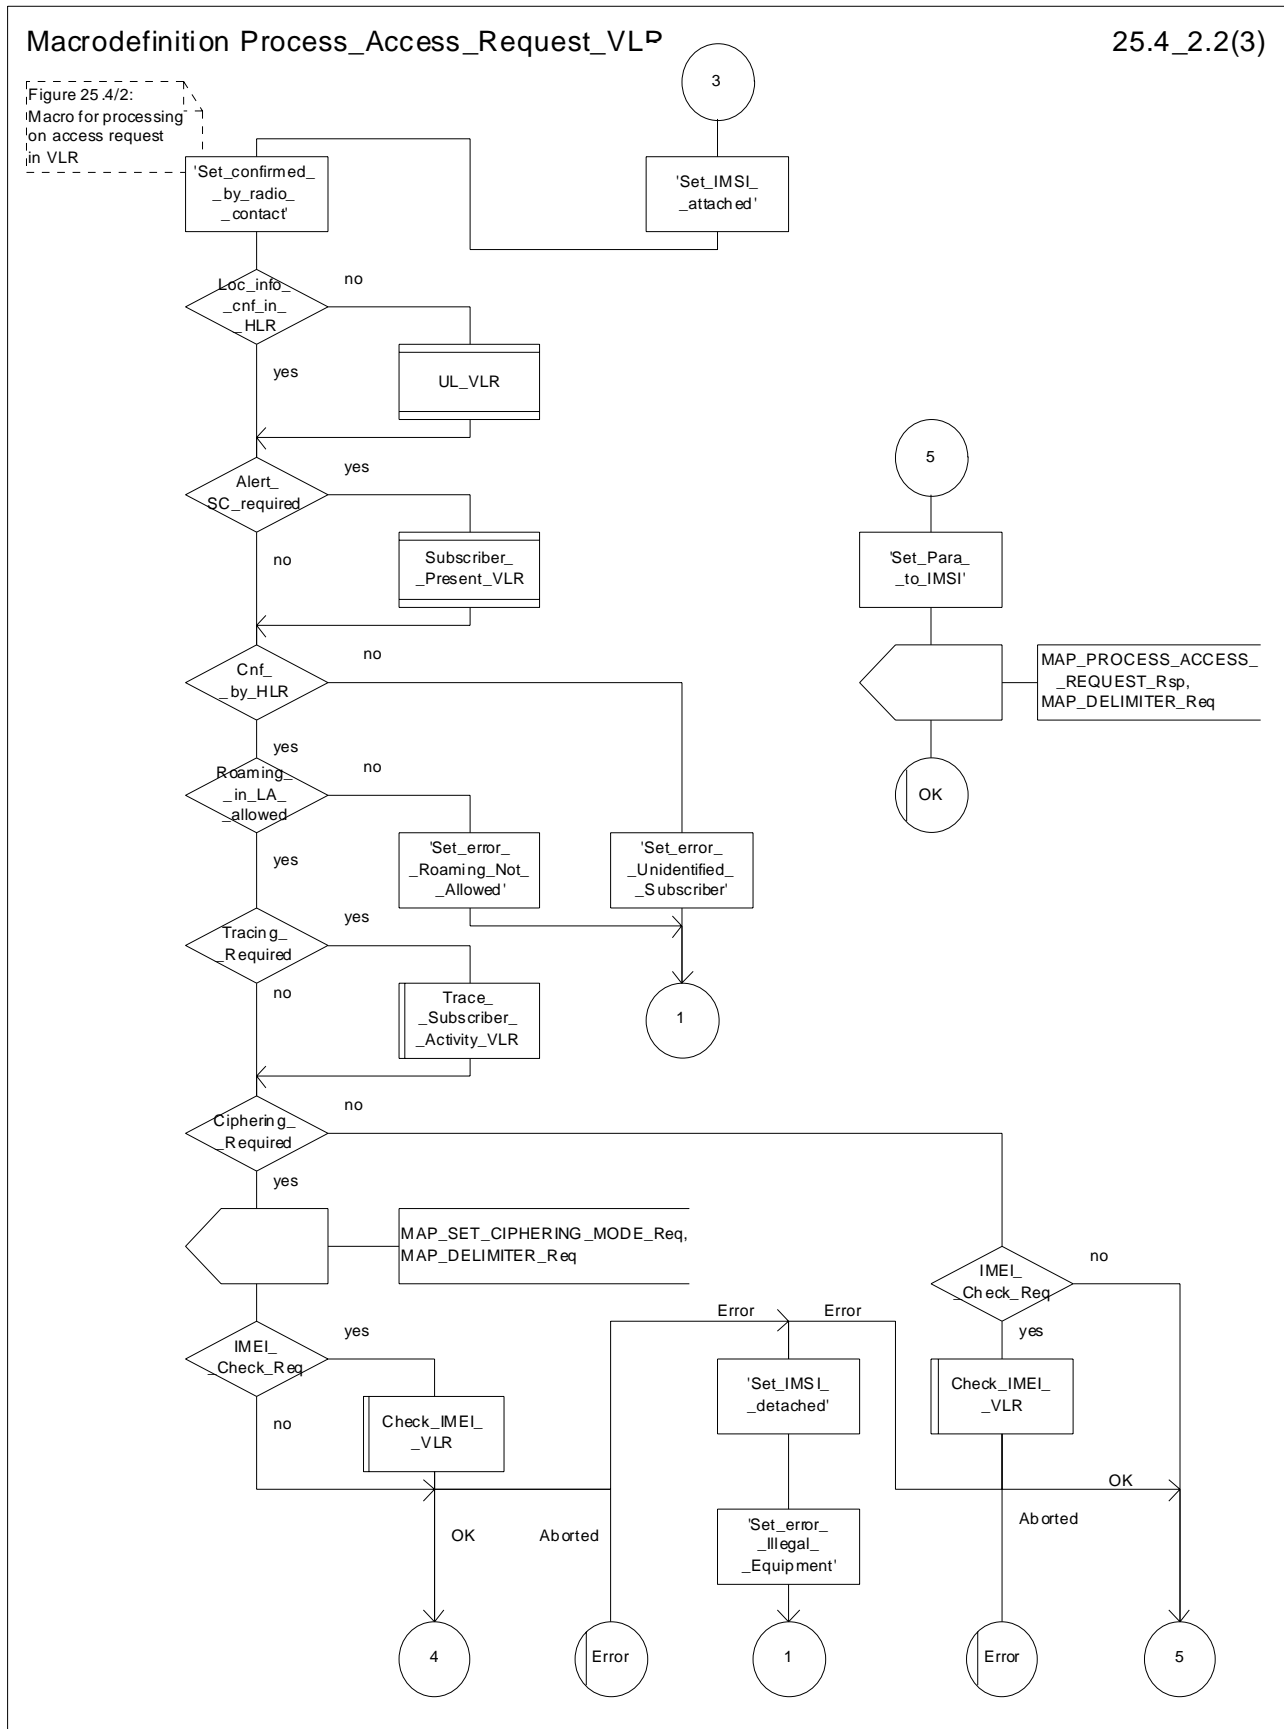 Macrodefinition Process_Access_Request_VLR
25.4_2.2(3)
Figure 25.4/2:
Macro for processing
on access request
in VLR
3
'Set_confirmed_
_by_radio_
_contact'
'Set_IMSI_
_attached'
Loc_info_
_cnf_in_
_HLR
no
yes
UL_VLR
Alert_
SC_required
yes
no
Subscriber_
_Present_VLR
5
'Set_Para_
_to_IMSI'
MAP_PROCESS_ACCESS_
_REQUEST_Rsp,
MAP_DELIMITER_Req
OK
Cnf_
_by_HLR
no
yes
Roaming_
_in_LA_
_allowed
no
yes
'Set_error_
_Roaming_Not_
_Allowed'
'Set_error_
_Unidentified_
_Subscriber'
Tracing_
_Required
yes
no
Trace_
_Subscriber_
_Activity_VLR
1
Ciphering_
_Required
no
yes
MAP_SET_CIPHERING_MODE_Req,
MAP_DELIMITER_Req
IMEI_
_Check_Req
no
yes
Error
Error
IMEI_
_Check_Req
yes
no
Check_IMEI_
_VLR
'Set_IMSI_
_detached'
Check_IMEI_
_VLR
OK
OK
Aborted
'Set_error_
_Illegal_
_Equipment'
Aborted
4
Error
1
Error
5